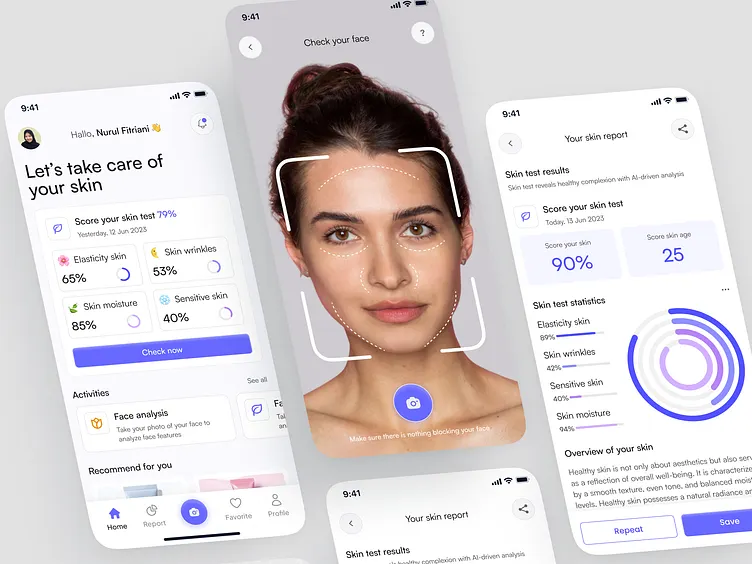 9:41
Hallo, Nurul Fitriani 👋
Let's take care of
your skin
Score your skin test 79%
Yesterday, 12 Jun 2023
Elasticity skin
65%
Skin wrinkles
53%
Skin moisture
85%
Sensitive skin
40%
Check now
Activities
See all
Face analysis
Take your photo of your face to
analyze face features
Fa
Tak
ana
Recommend for you
Home
Report
Favorite
Profile
9:41
Check your face
?
Make sure there is nothing blocking your face
9:41
Your skin report
Skin test results
Skin test reveals healthy complexion with AI-driven analysis
9:41
Your skin report
Skin test results
Skin test reveals healthy complexion with AI-driven analysis
Score your skin test
Today, 13 Jun 2023
Score your skin
90%
Score skin age
25
Skin test statistics
Elasticity skin
89%
Skin wrinkles
42%
Sensitive skin
40%
Skin moisture
94%
Overview of your skin
Healthy skin is not only about aesthetics but also serv
as a reflection of overall well-being. It is characteriz
by a smooth texture, even tone, and balanced moist
levels. Healthy skin possesses a natural radiance an
Repeat
Save